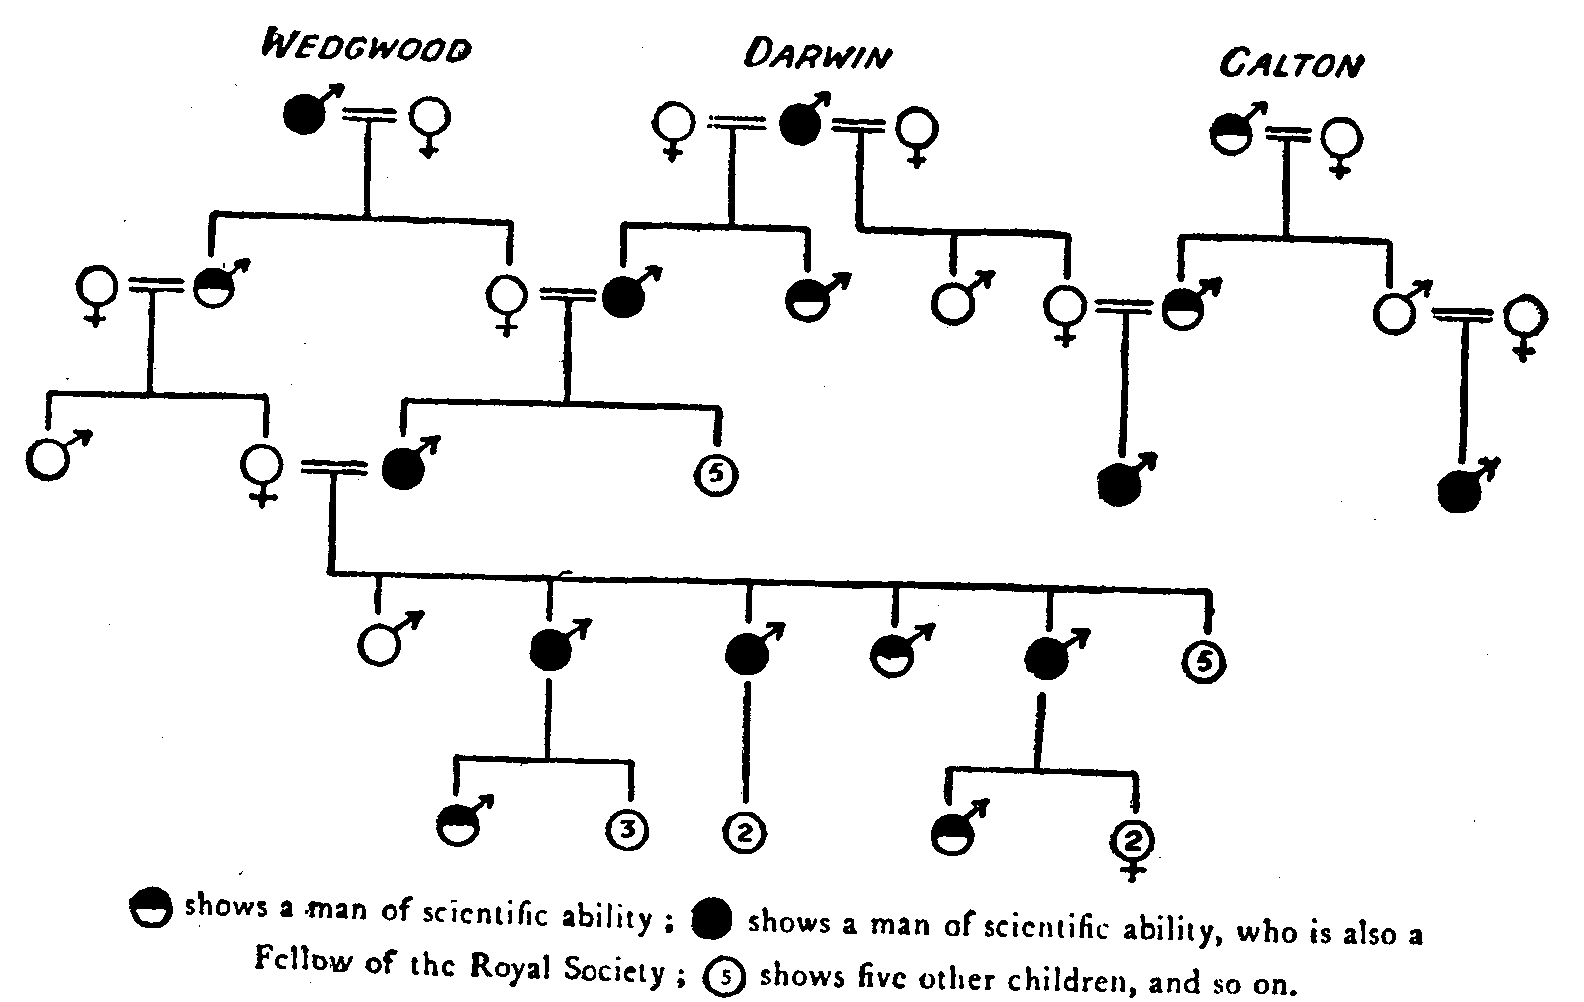 WEDGWOOD DARWIN GALTON
5
5
3 2 2
shows a man of scientific ability; shows a man of scientific ability, who is also a
Fellow of the Royal Society; 5 shows five other children, and so on.